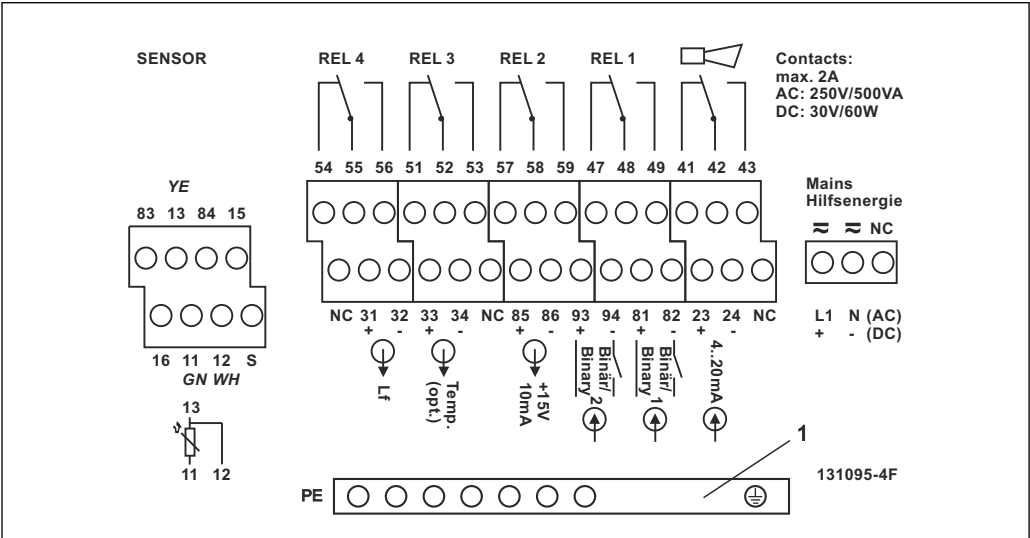 SENSOR
REL 4 REL 3 REL 2 REL 1
Contacts:
max. 2A
AC: 250V/500VA
DC: 30V/60W
54 55 56 51 52 53 57 58 59 47 48 49 41 42 43
YE
83 13 84 15
Mains
Hilfsenergie
≂ ≂ NC
NC 31 32 33 34 NC 85 86 93 94 81 82 23 24 NC
+ - + - + - + - + - + -
L1 N (AC)
+ - (DC)
16 11 12 S
GN WH
Lf
Temp.
(opt.)
+15V
10mA
Binär/
Binary 2
Binär/
Binary 1
4..20mA
13
11 12
1
131095-4F
PE